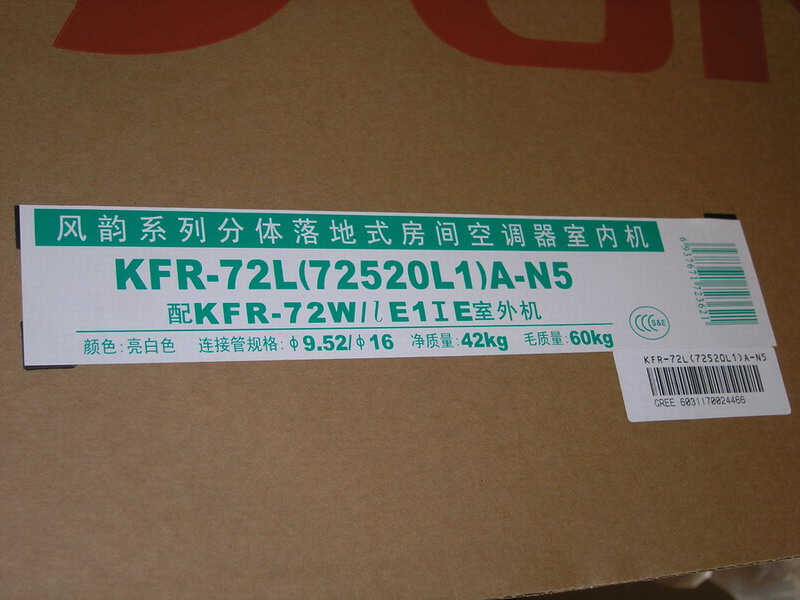 风韵系列分体落地式房间空调器室内机
KFR-72L(72520L1)A-N5
配KFR-72W/lE1IE室外机
颜色:亮白色 连接管规格:φ9.52/φ16 净质量:42kg 毛质量:60kg
6937671723621
CCC S&E
KFR-72L(72520L1)A-N5
GREE 6031170024466